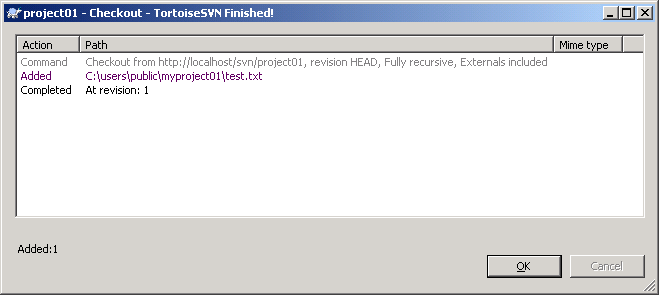 project01 - Checkout - TortoiseSVN Finished!
Action Path Mime type
Command Checkout from http://localhost/svn/project01, revision HEAD, Fully recursive, Externals included
Added C:\users\public\myproject01\test.txt
Completed At revision: 1
Added:1
OK Cancel